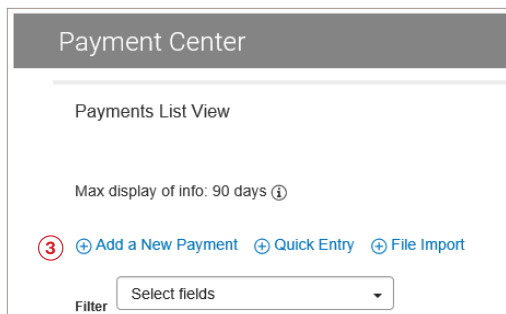 Payment Center
Payments List View
Max display of info: 90 days
3 Add a New Payment Quick Entry File Import
Filter Select fields